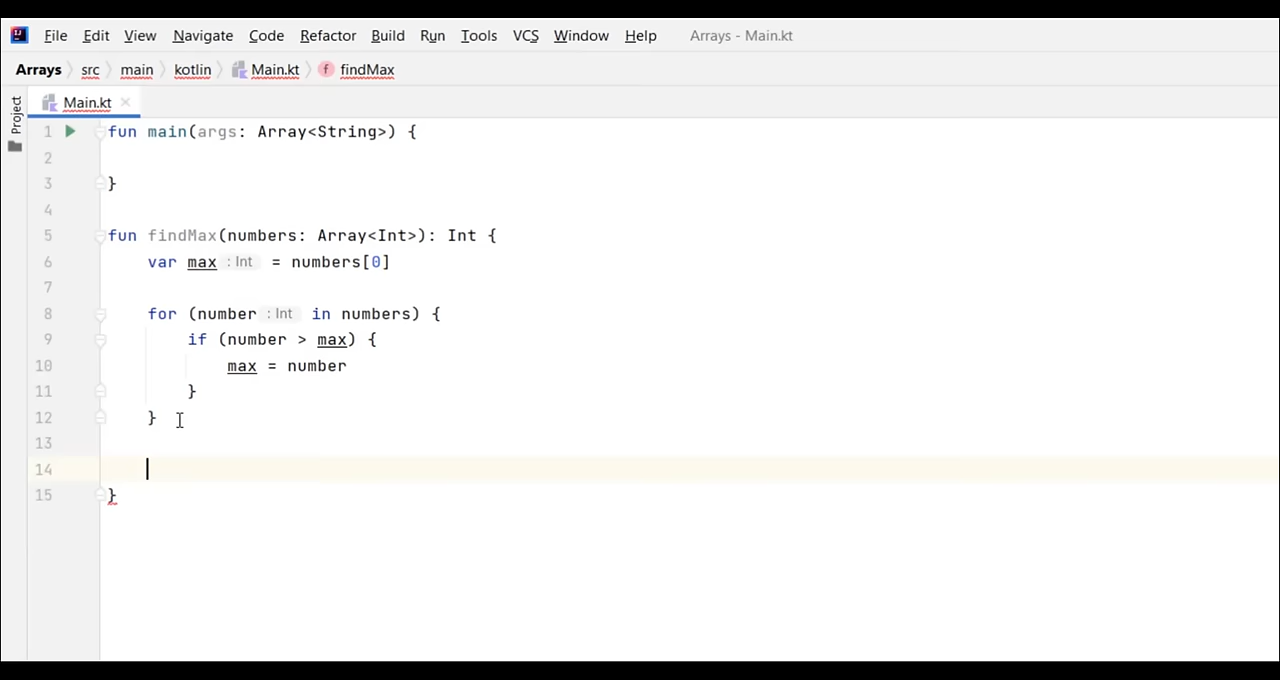 File Edit View Navigate Code Refactor Build Run Tools VCS Window Help Arrays - Main.kt
Arrays src main kotlin Main.kt f findMax
Project
Main.kt
1 fun main(args: Array<String>) {
2
3 }
4
5 fun findMax(numbers: Array<Int>): Int {
6 var max : Int = numbers[0]
7
8 for (number : Int in numbers) {
9 if (number > max) {
10 max = number
11 }
12 }
13
14
15 }